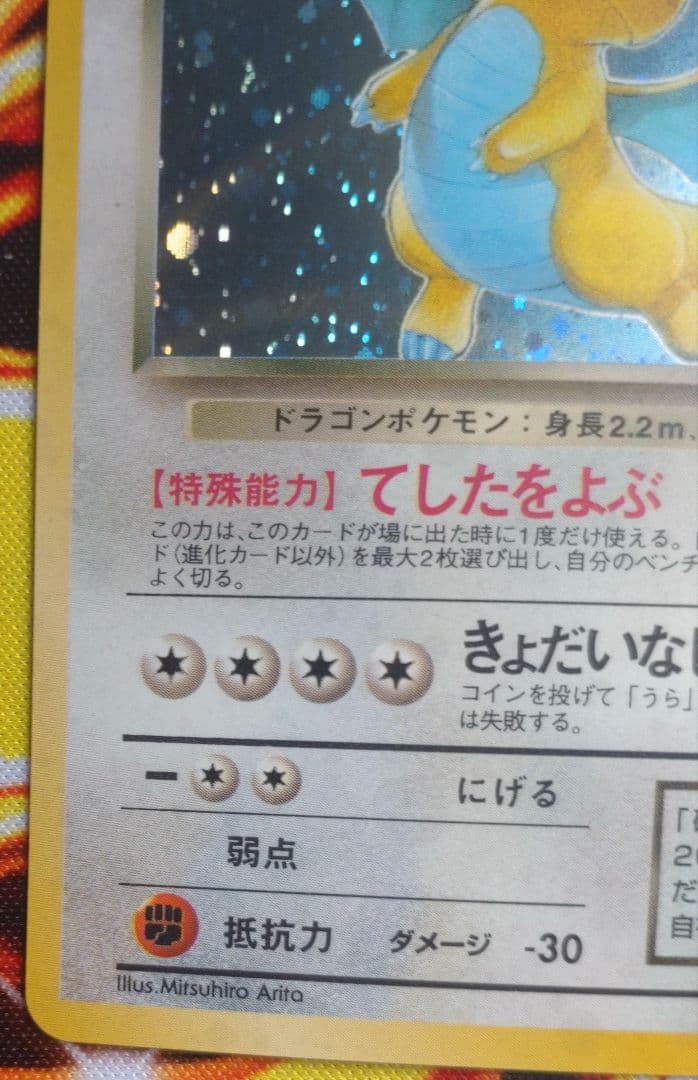 ドラゴンポケモン：身長2.2m、
【特殊能力】てしたをよぶ
この力は、このカードが場に出た時に1度だけ使える。
ド（進化カード以外）を最大2枚選び出し、自分のベンチ
よく切る。
きょだいな
コインを投げて「うら」
は失敗する。
ー にげる
弱点
抵抗力 ダメージ -30
「
20
だ
自
Illus.Mitsuhiro Arita